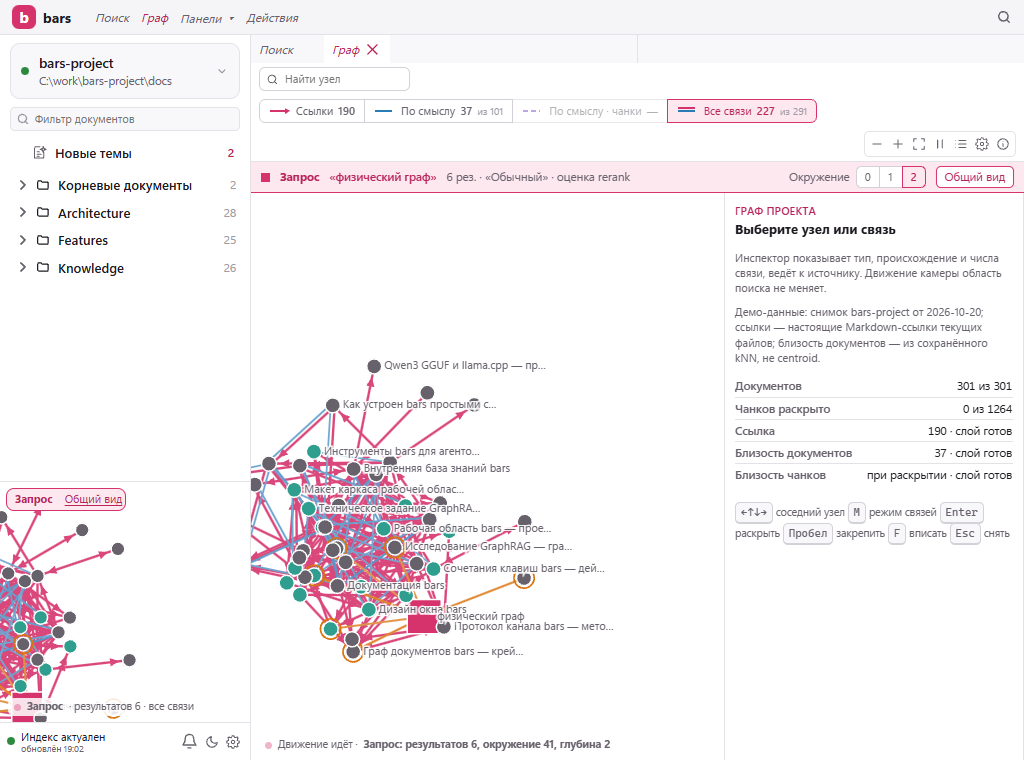 b bars Поиск Граф Панели Действия
bars-project
C:\work\bars-project\docs
Фильтр документов
Новые темы 2
Корневые документы 2
Architecture 28
Features 25
Knowledge 26
Запрос Общий вид
Запрос · результатов 6 · все связи
Индекс актуален
обновлён 19:02
Поиск Граф
Найти узел
Ссылки 190 По смыслу 37 из 101 По смыслу · чанки — Все связи 227 из 291
Запрос «физический граф» 6 рез. · «Обычный» · оценка rerank Окружение 0 1 2 Общий вид
Qwen3 GGUF и llama.cpp — пр...
Как устроен bars простыми с...
Инструменты bars для агенто...
Внутренняя база знаний bars
Макет каркаса рабочей облас...
Техническое задание GraphRA...
Рабочая область bars — прое...
Исследование GraphRAG — гра...
Сочетания клавиш bars — дей...
Документация bars
Дизайн окна bars
физический граф
Протокол канала bars — мето...
Граф документов bars — крей...
Движение идёт · Запрос: результатов 6, окружение 41, глубина 2
ГРАФ ПРОЕКТА
Выберите узел или связь
Инспектор показывает тип, происхождение и числа
связи, ведёт к источнику. Движение камеры область
поиска не меняет.
Демо-данные: снимок bars-project от 2026-10-20;
ссылки — настоящие Markdown-ссылки текущих
файлов; близость документов — из сохранённого
kNN, не centroid.
Документов 301 из 301
Чанков раскрыто 0 из 1264
Ссылка 190 · слой готов
Близость документов 37 · слой готов
Близость чанков при раскрытии · слой готов
←↑↓→ соседний узел M режим связей Enter
раскрыть Пробел закрепить F вписать Esc снять